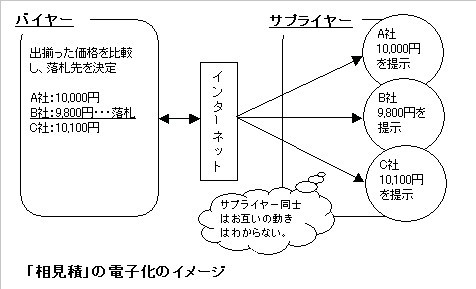 バイヤー
出揃った価格を比較
し、落札先を決定
A社：10,000円
B社：9,800円・・・落札
C社：10,100円
インターネット
サプライヤー
A社
10,000円
を提示
B社
9,800円を
提示
C社
10,100円
を提示
サプライヤー同士
はお互いの動き
はわからない。
「相見積」の電子化のイメージ